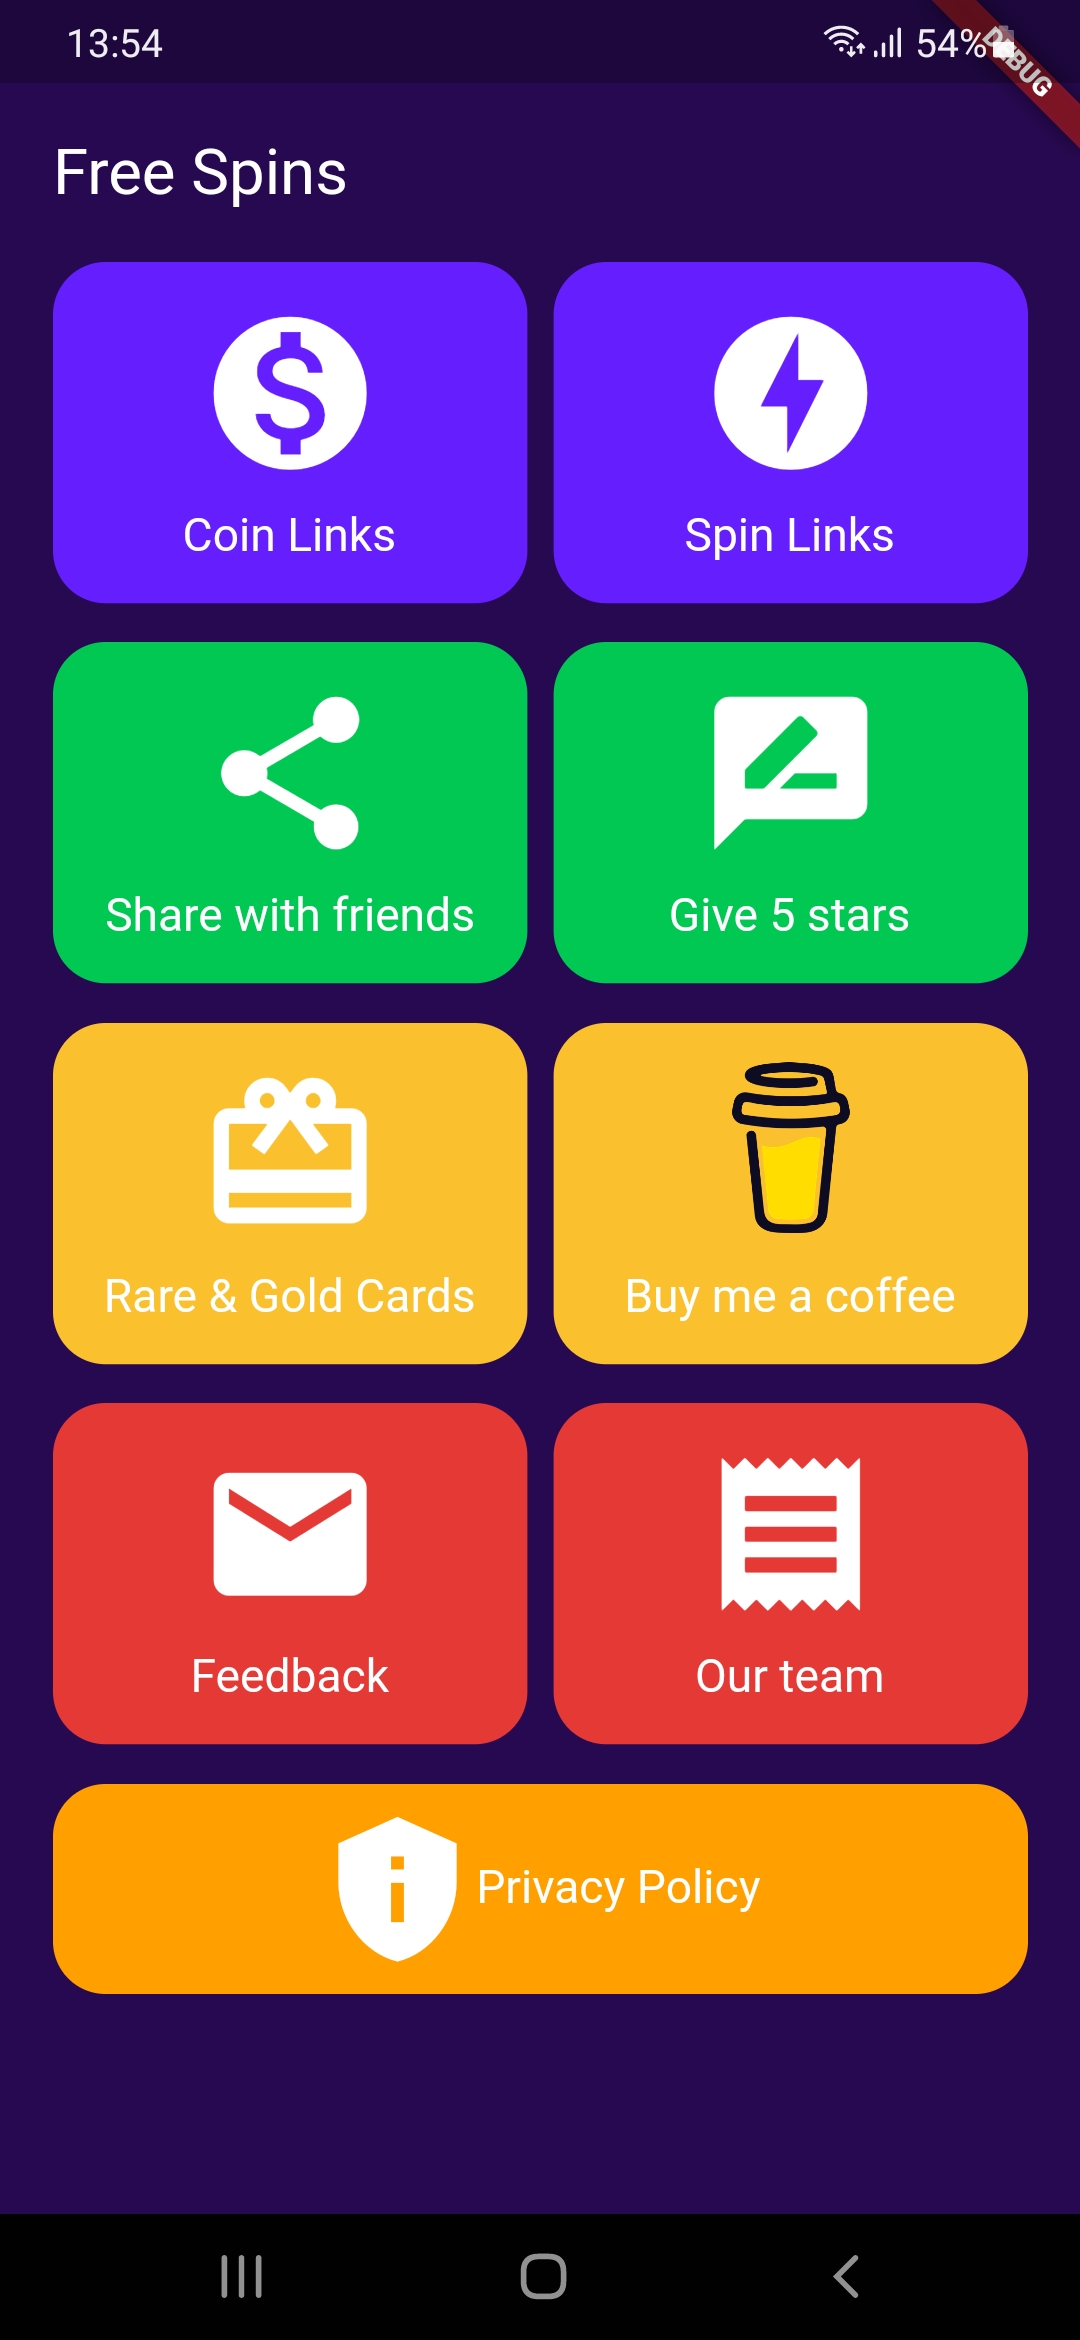 13:54
54%
DEBUG
Free Spins
Coin Links
Spin Links
Share with friends
Give 5 stars
Rare & Gold Cards
Buy me a coffee
Feedback
Our team
Privacy Policy